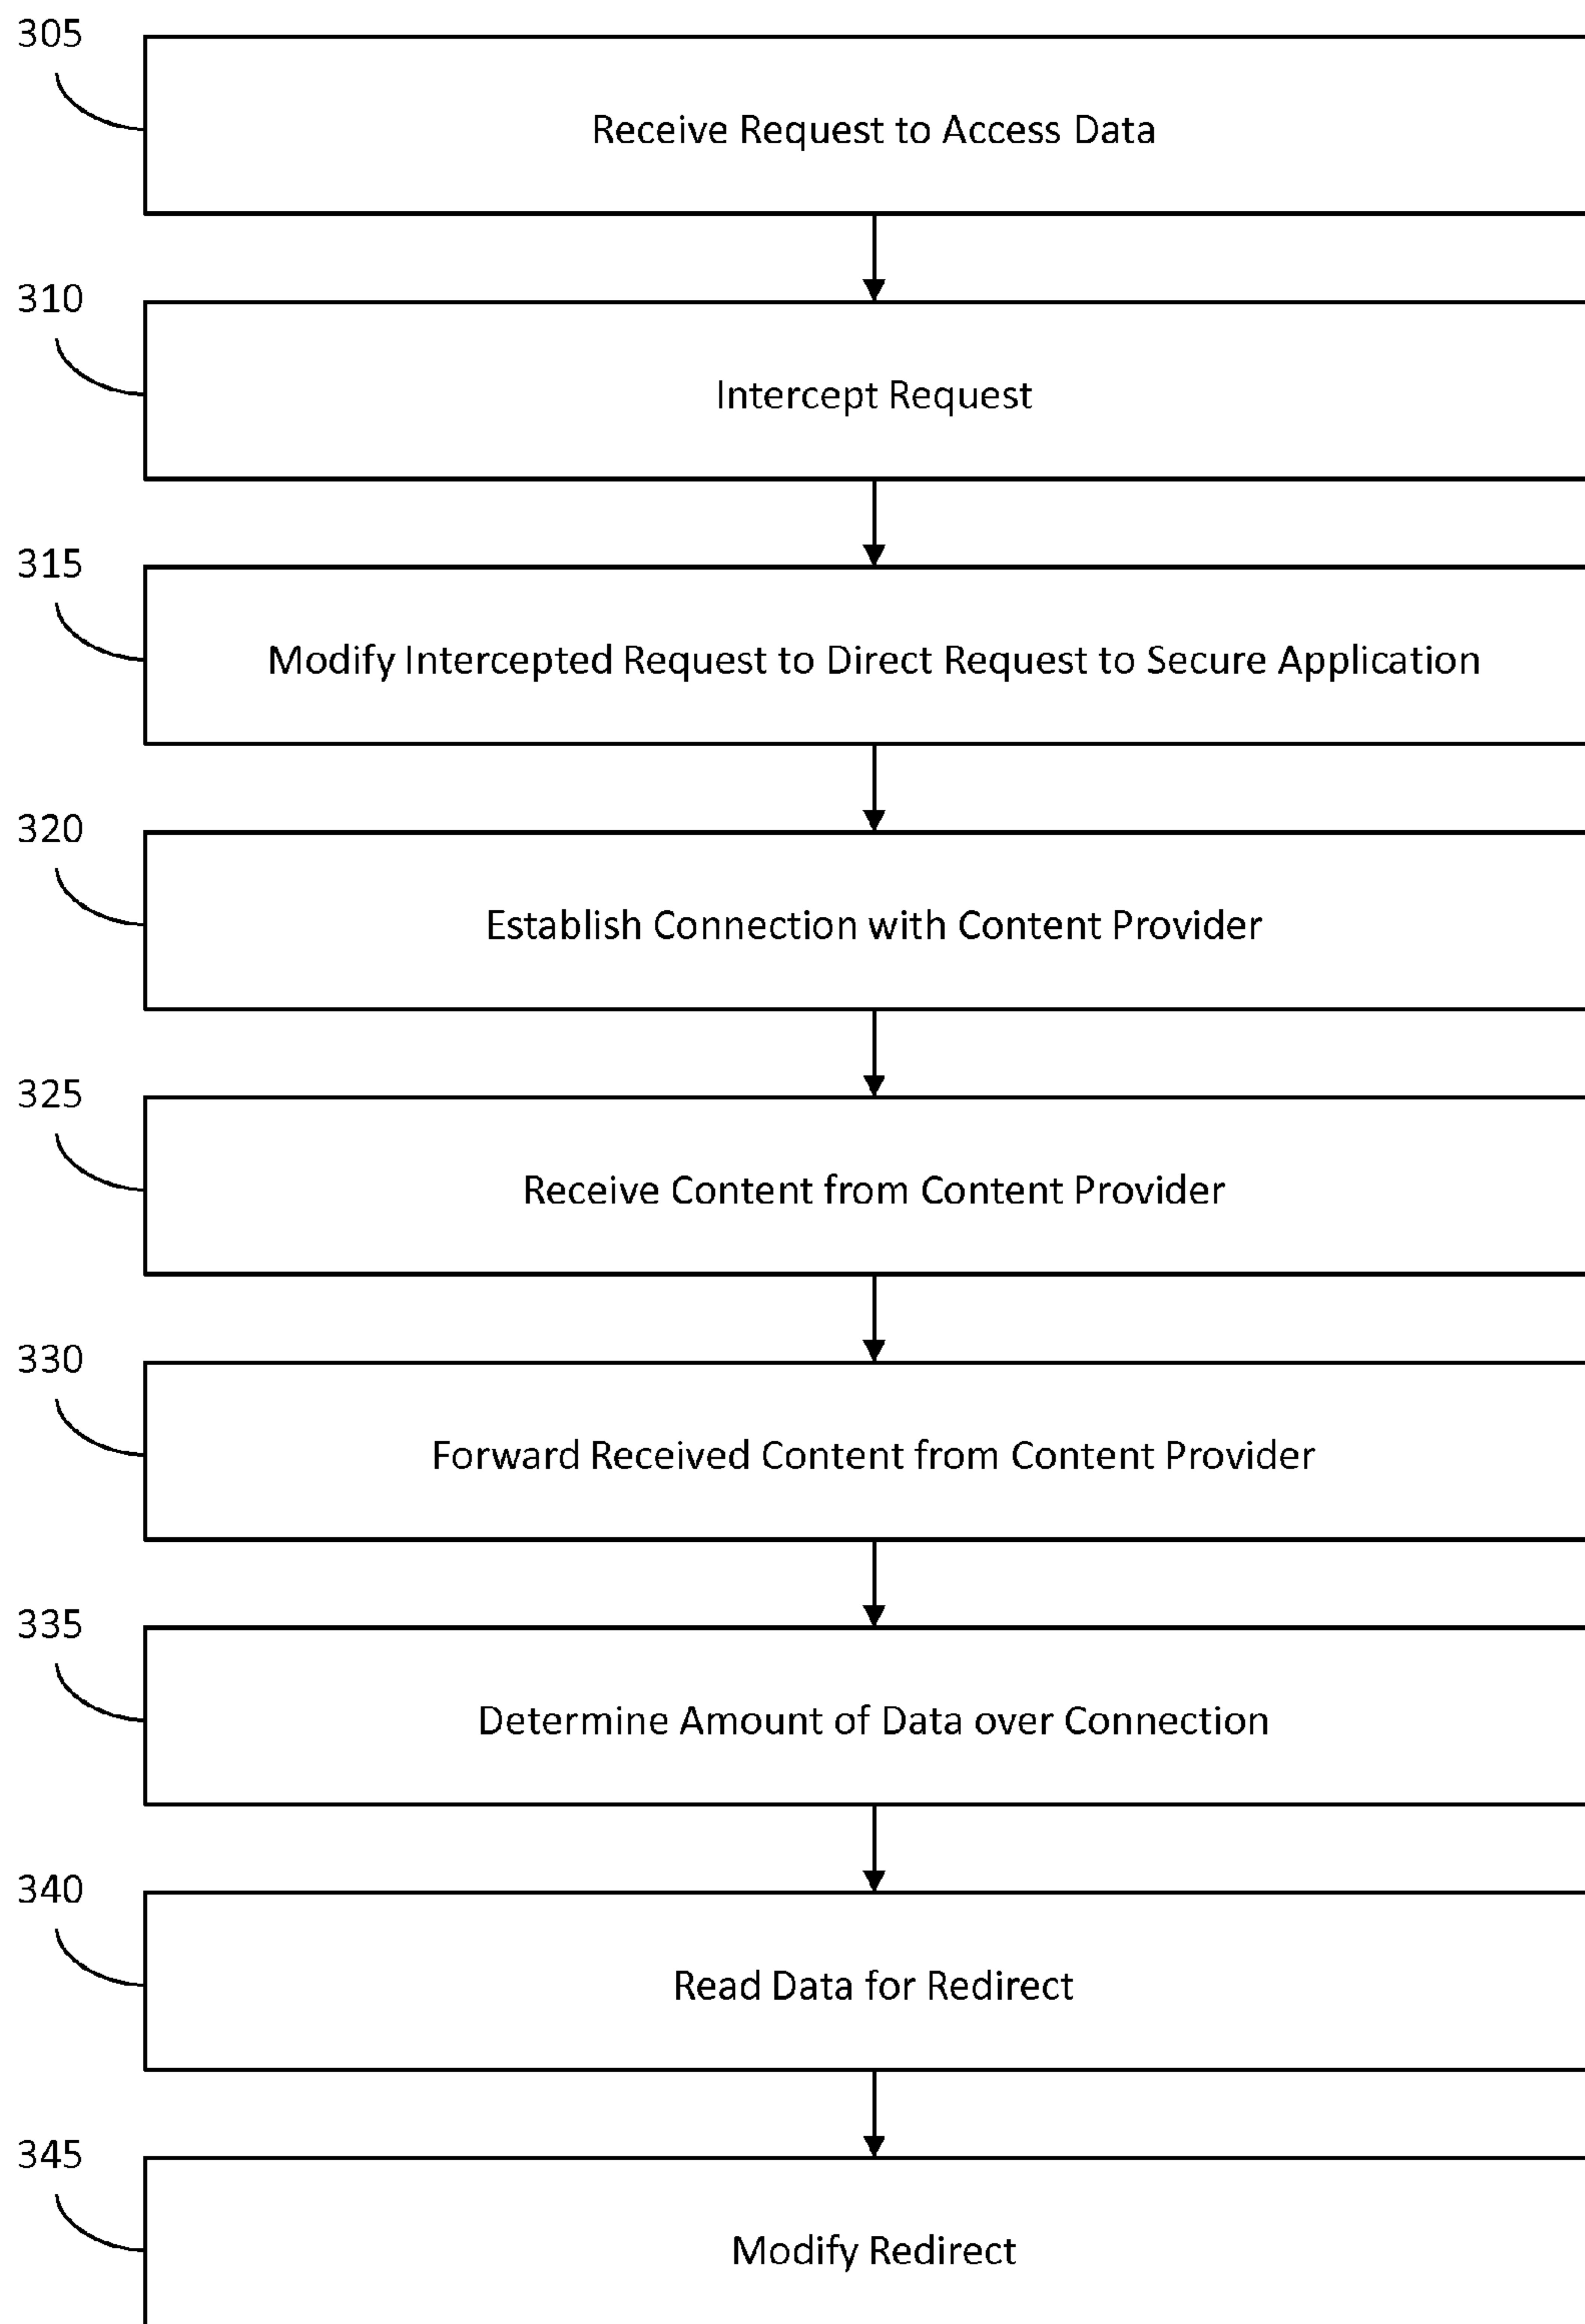 305
Receive Request to Access Data
310
Intercept Request
315
Modify Intercepted Request to Direct Request to Secure Application
320
Establish Connection with Content Provider
325
Receive Content from Content Provider
330
Forward Received Content from Content Provider
335
Determine Amount of Data over Connection
340
Read Data for Redirect
345
Modify Redirect